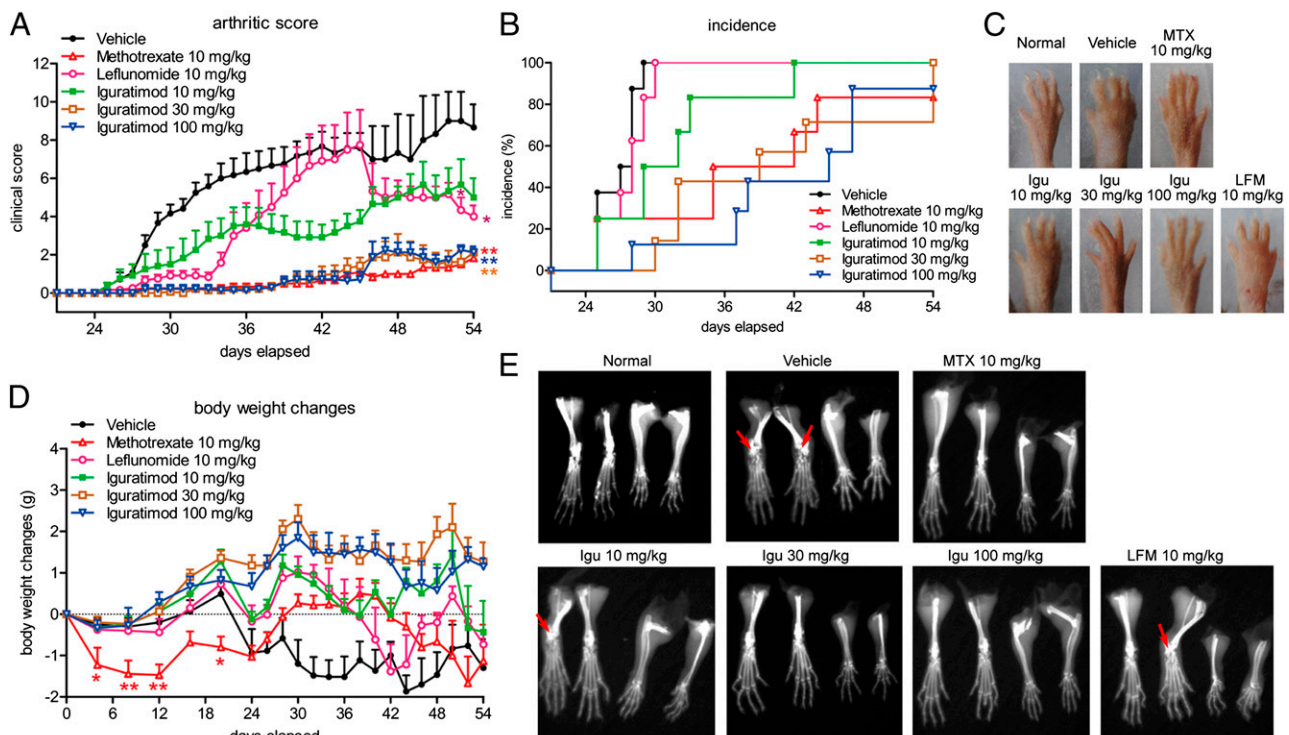 A
arthritic score
Vehicle
Methotrexate 10 mg/kg
Leflunomide 10 mg/kg
Iguratimod 10 mg/kg
Iguratimod 30 mg/kg
Iguratimod 100 mg/kg
clinical score
12
10
8
6
4
2
0
24
30
36
42
48
54
days elapsed
*
**
**
**
B
incidence
incidence (%)
100
80
60
40
20
0
Vehicle
Methotrexate 10 mg/kg
Leflunomide 10 mg/kg
Iguratimod 10 mg/kg
Iguratimod 30 mg/kg
Iguratimod 100 mg/kg
24
30
36
42
48
54
days elapsed
C
Normal
Vehicle
MTX
10 mg/kg
Igu
10 mg/kg
Igu
30 mg/kg
Igu
100 mg/kg
LFM
10 mg/kg
D
body weight changes
Vehicle
Methotrexate 10 mg/kg
Leflunomide 10 mg/kg
Iguratimod 10 mg/kg
Iguratimod 30 mg/kg
Iguratimod 100 mg/kg
body weight changes (g)
4
3
2
1
0
-1
-2
*
**
**
*
0
6
12
18
24
30
36
42
48
54
days elapsed
E
Normal
Vehicle
MTX 10 mg/kg
Igu 10 mg/kg
Igu 30 mg/kg
Igu 100 mg/kg
LFM 10 mg/kg